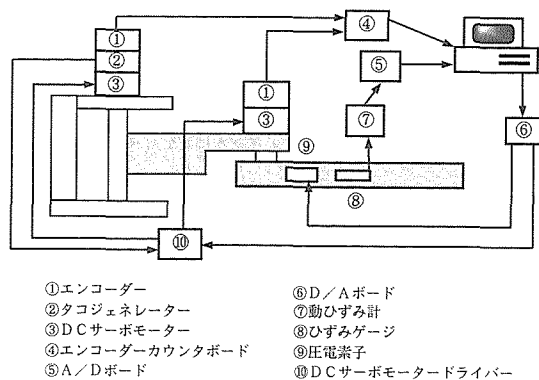 ①
②
③
④
⑤
①
③
⑦
⑥
⑨
⑧
⑩
①エンコーダー
②タコジェネレーター
③DCサーボモーター
④エンコーダーカウンタボード
⑤A/Dボード
⑥D/Aボード
⑦動ひずみ計
⑧ひずみゲージ
⑨圧電素子
⑩DCサーボモータードライバー